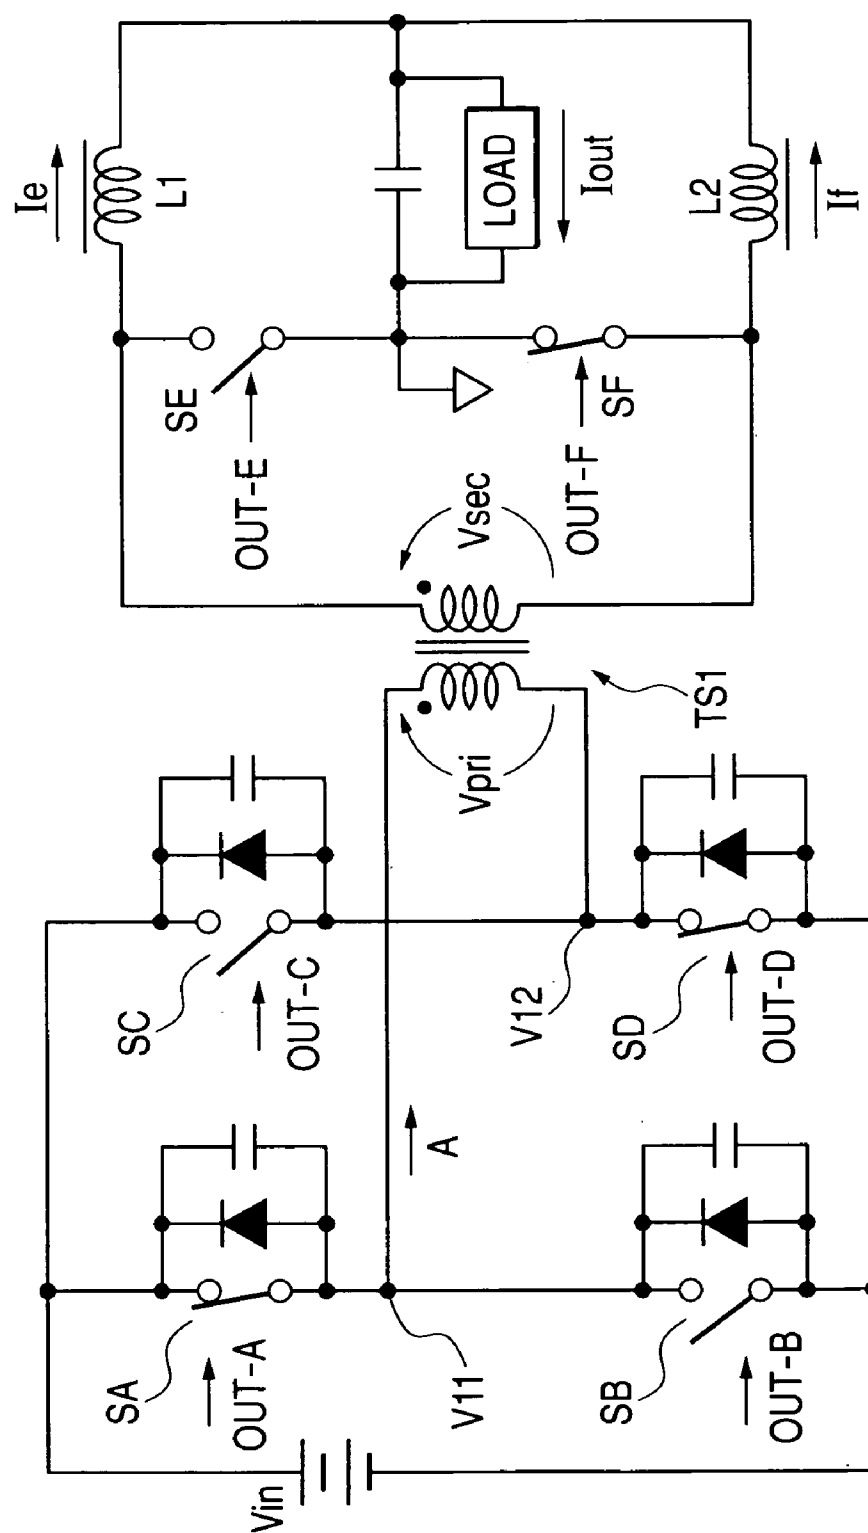 Vin
SA
OUT-A
V11
SB
OUT-B
A
SC
OUT-C
V12
SD
OUT-D
Vpri
TS1
Vsec
SE
OUT-E
OUT-F
SF
Ie
L1
LOAD
Iout
L2
If